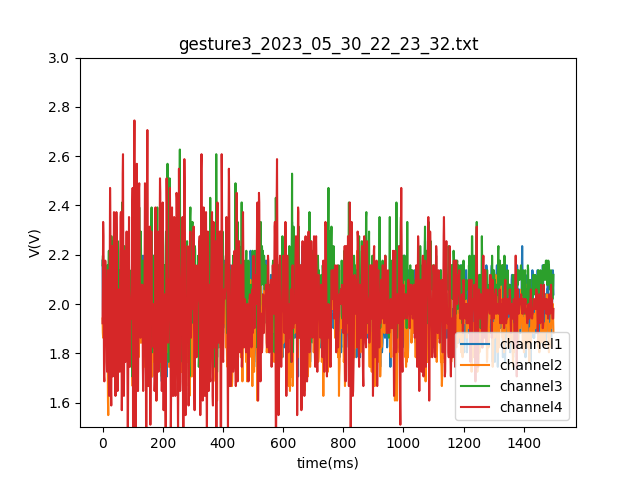 gesture3_2023_05_30_22_23_32.txt
3.0
2.8
2.6
2.4
2.2
2.0
1.8
1.6
V(V)
channel1
channel2
channel3
channel4
0 200 400 600 800 1000 1200 1400
time(ms)